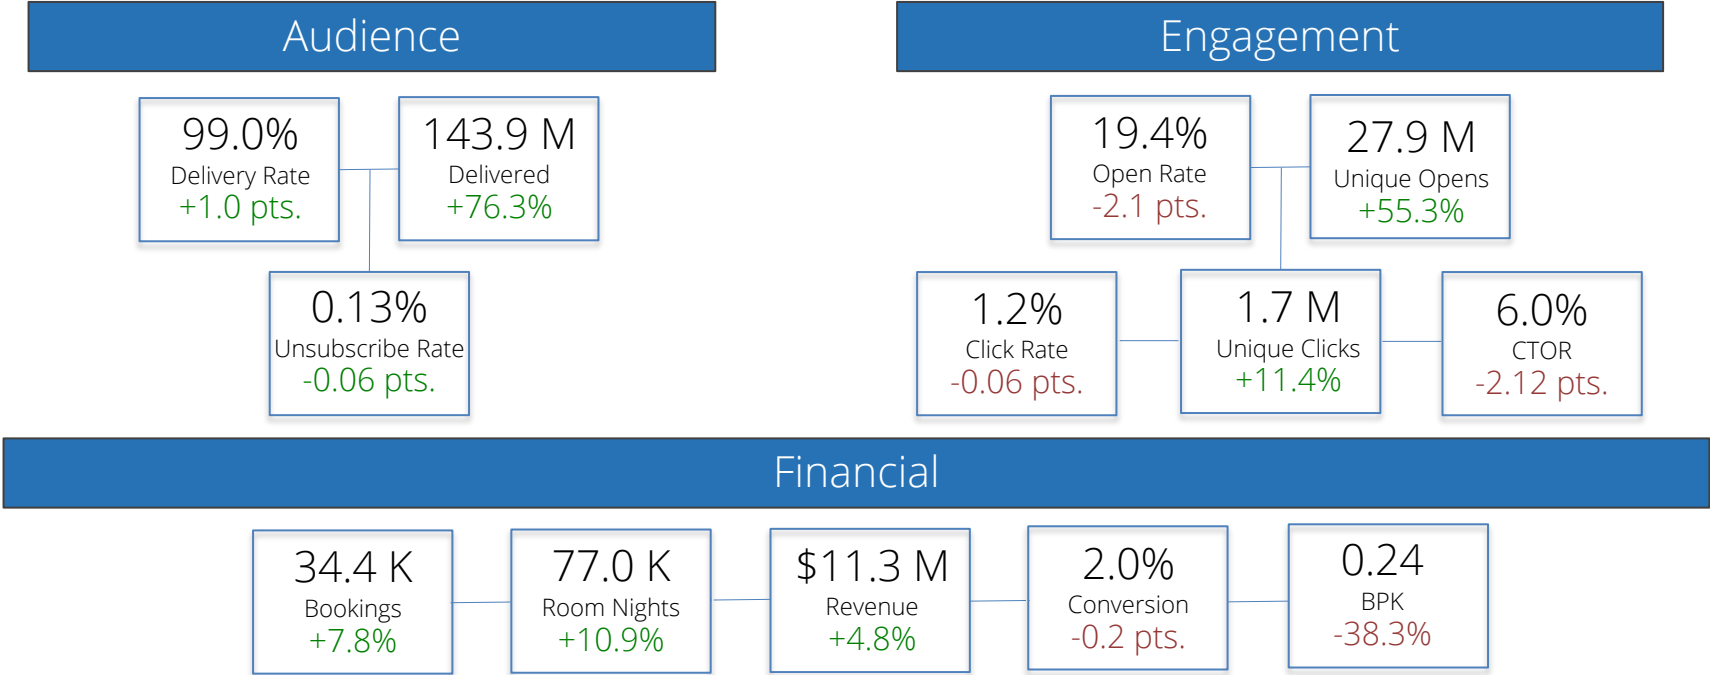 Audience
99.0%
Delivery Rate
+1.0 pts.
143.9 M
Delivered
+76.3%
0.13%
Unsubscribe Rate
-0.06 pts.
Engagement
19.4%
Open Rate
-2.1 pts.
27.9 M
Unique Opens
+55.3%
1.2%
Click Rate
-0.06 pts.
1.7 M
Unique Clicks
+11.4%
6.0%
CTOR
-2.12 pts.
Financial
34.4 K
Bookings
+7.8%
77.0 K
Room Nights
+10.9%
$11.3 M
Revenue
+4.8%
2.0%
Conversion
-0.2 pts.
0.24
BPK
-38.3%